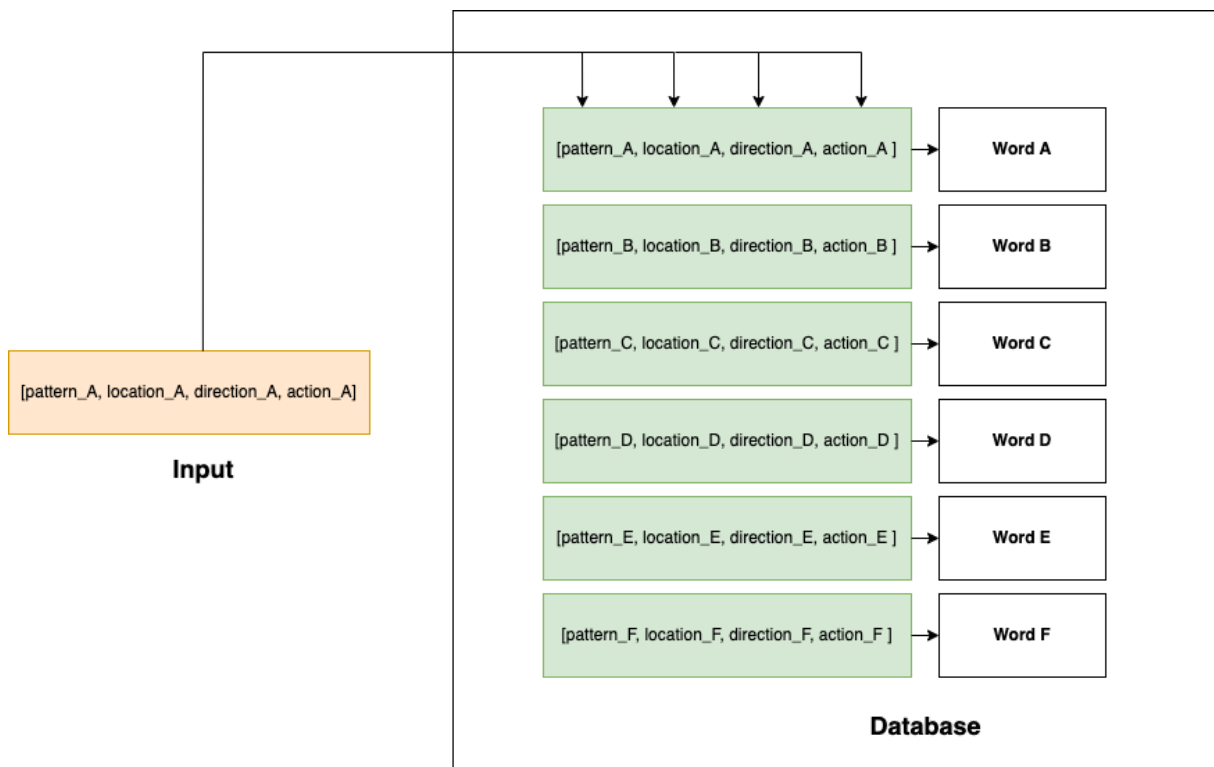 [pattern_A, location_A, direction_A, action_A ]
Word A
[pattern_B, location_B, direction_B, action_B ]
Word B
[pattern_C, location_C, direction_C, action_C ]
Word C
[pattern_A, location_A, direction_A, action_A]
Input
[pattern_D, location_D, direction_D, action_D ]
Word D
[pattern_E, location_E, direction_E, action_E ]
Word E
[pattern_F, location_F, direction_F, action_F ]
Word F
Database